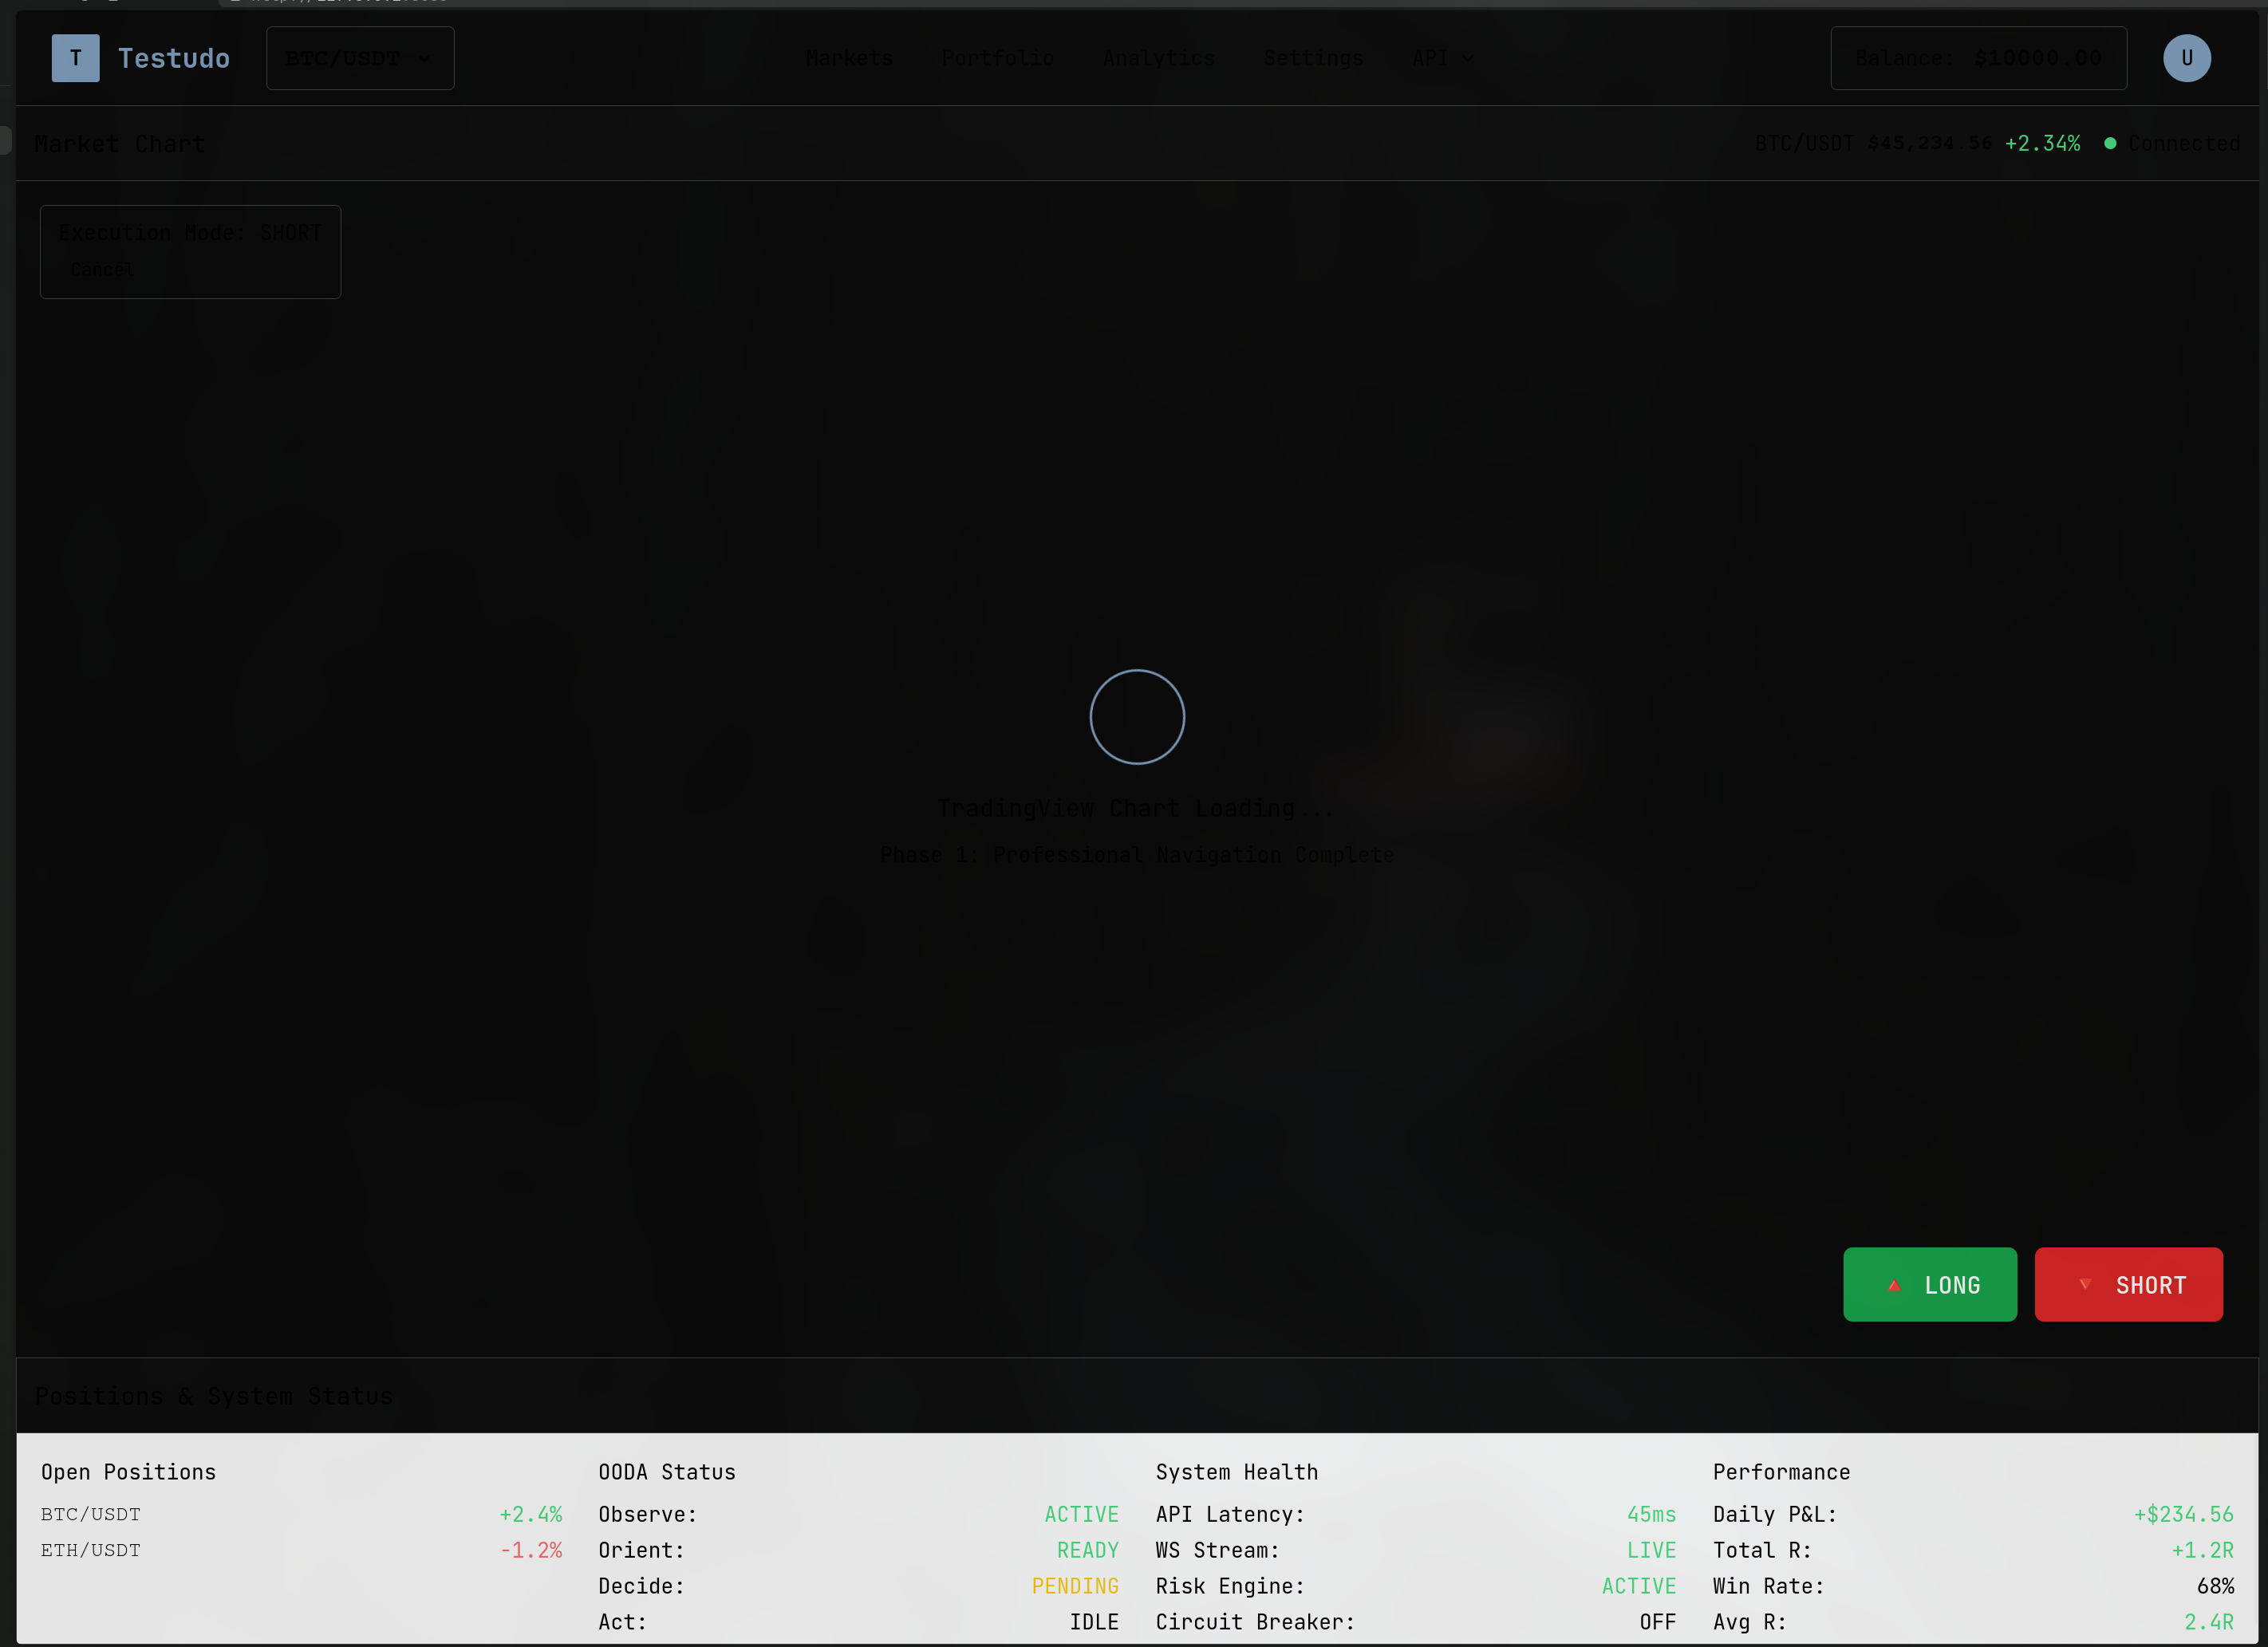 T Testudo BTC/USDT Markets Portfolio Analytics Settings API Balance: $10000.00 U
Market Chart BTC/USDT $45,234.56 +2.34% Connected
Execution Mode: SHORT
Cancel
TradingView Chart Loading...
Phase 1: Professional Navigation Complete
LONG SHORT
Positions & System Status
Open Positions OODA Status System Health Performance
BTC/USDT +2.4% Observe: ACTIVE API Latency: 45ms Daily P&L: +$234.56
ETH/USDT -1.2% Orient: READY WS Stream: LIVE Total R: +1.2R
Decide: PENDING Risk Engine: ACTIVE Win Rate: 68%
Act: IDLE Circuit Breaker: OFF Avg R: 2.4R